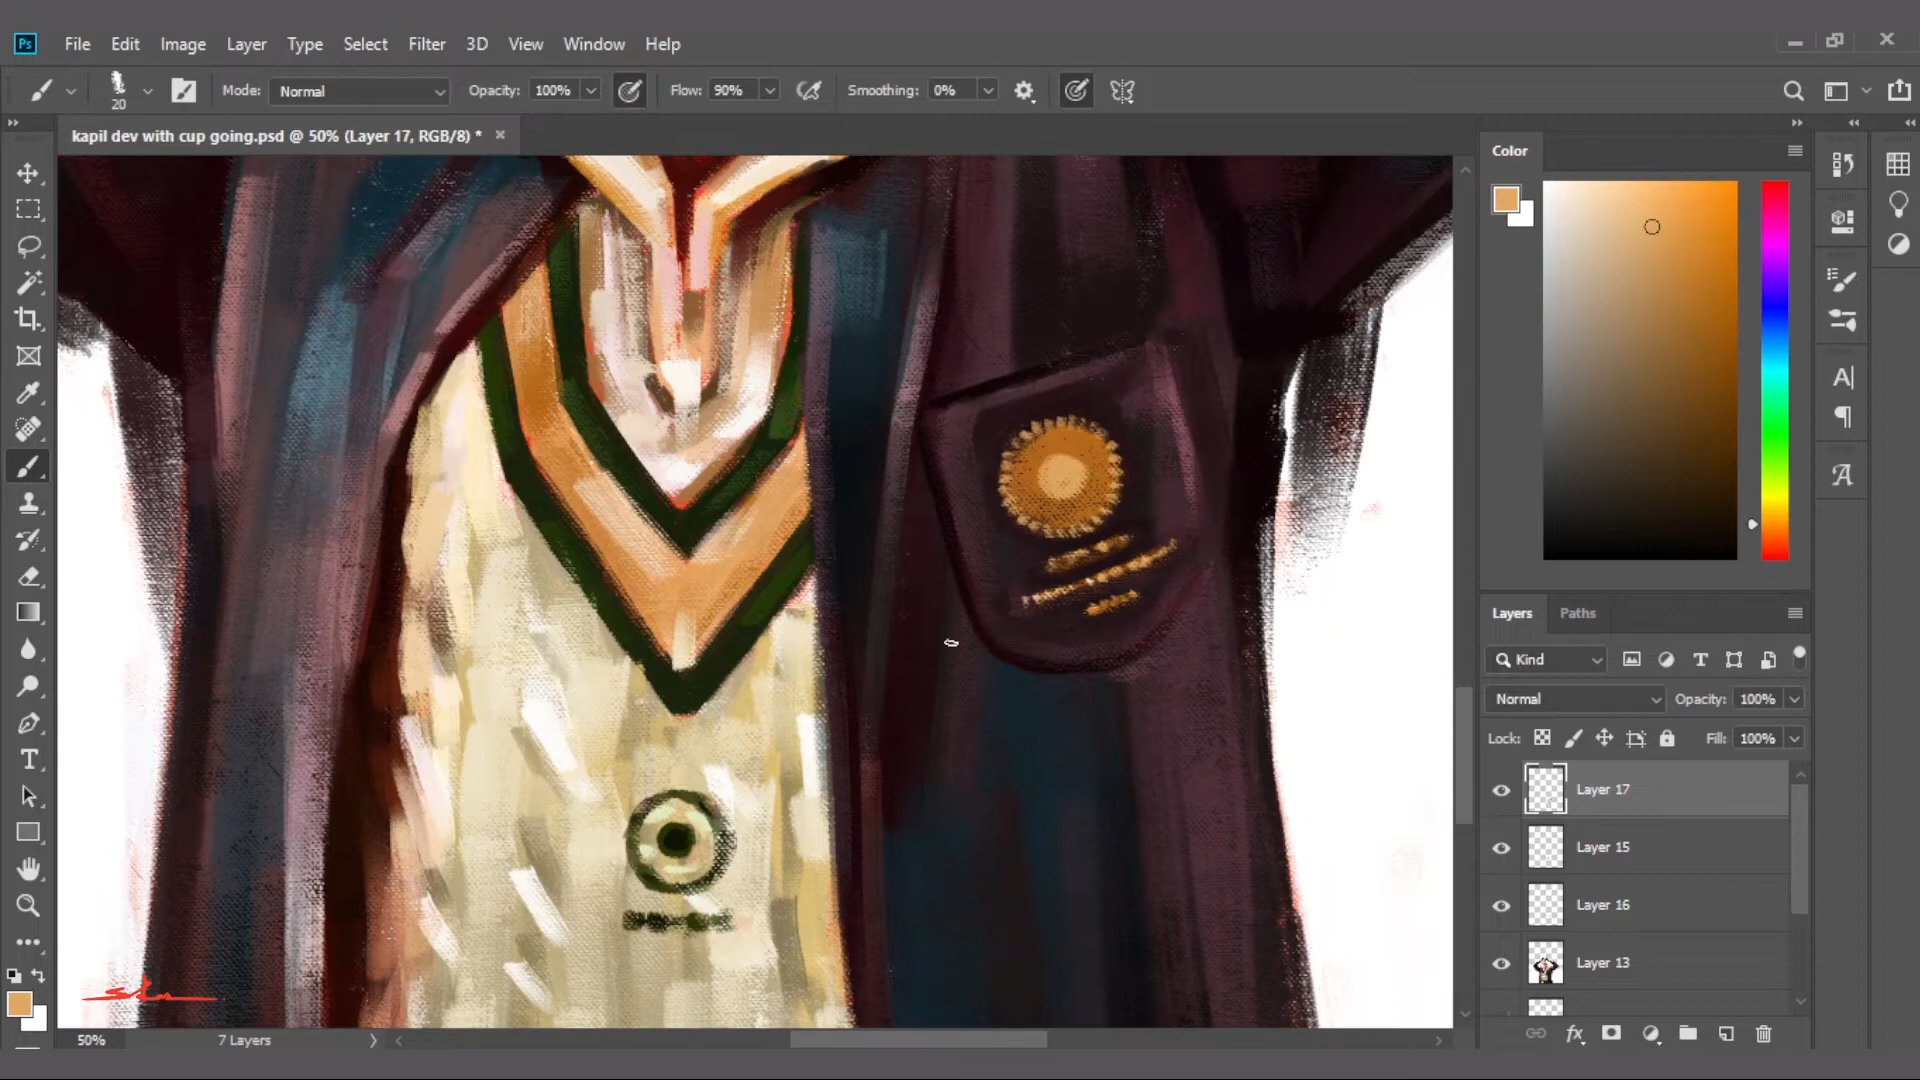 Ps File Edit Image Layer Type Select Filter 3D View Window Help
20 Mode: Normal Opacity: 100% Flow: 90% Smoothing: 0%
kapil dev with cup going.psd @ 50% (Layer 17, RGB/8) *
Color
Layers Paths
Kind
Normal Opacity: 100%
Lock: Fill: 100%
Layer 17
Layer 15
Layer 16
Layer 13
50% 7 Layers